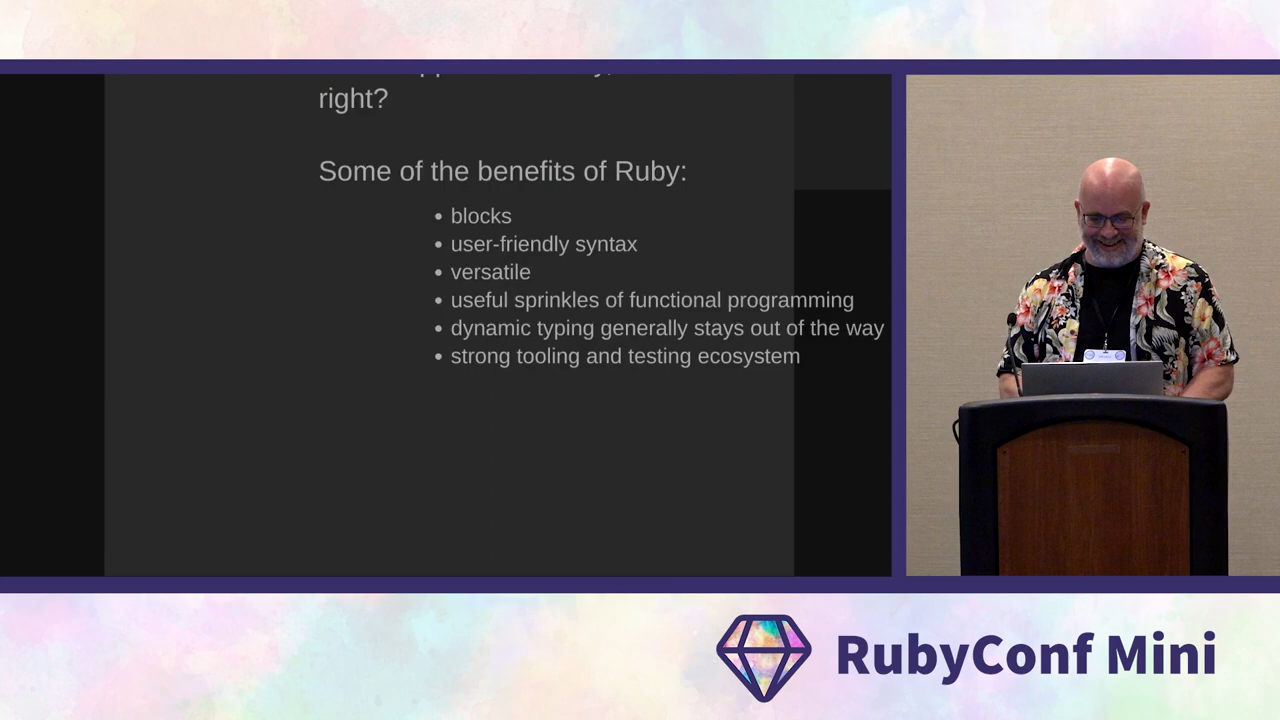 right?
Some of the benefits of Ruby:
• blocks
• user-friendly syntax
• versatile
• useful sprinkles of functional programming
• dynamic typing generally stays out of the way
• strong tooling and testing ecosystem
RubyConf Mini